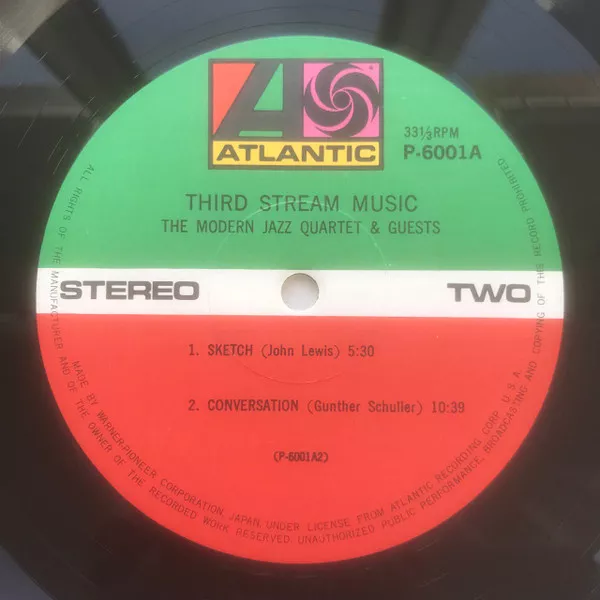 ATLANTIC
33⅓RPM
P-6001A
THIRD STREAM MUSIC
THE MODERN JAZZ QUARTET & GUESTS
STEREO
TWO
1. SKETCH (John Lewis) 5:30
2. CONVERSATION (Gunther Schuller) 10:39
(P-6001A2)
ALL RIGHTS OF THE MANUFACTURER AND OF THE OWNER OF THE RECORDED WORK RESERVED. UNAUTHORIZED PUBLIC PERFORMANCE, BROADCASTING AND COPYING OF THIS RECORD PROHIBITED
MADE BY WARNER-PIONEER CORPORATION JAPAN, UNDER LICENSE FROM ATLANTIC RECORDING CORP. U.S.A.